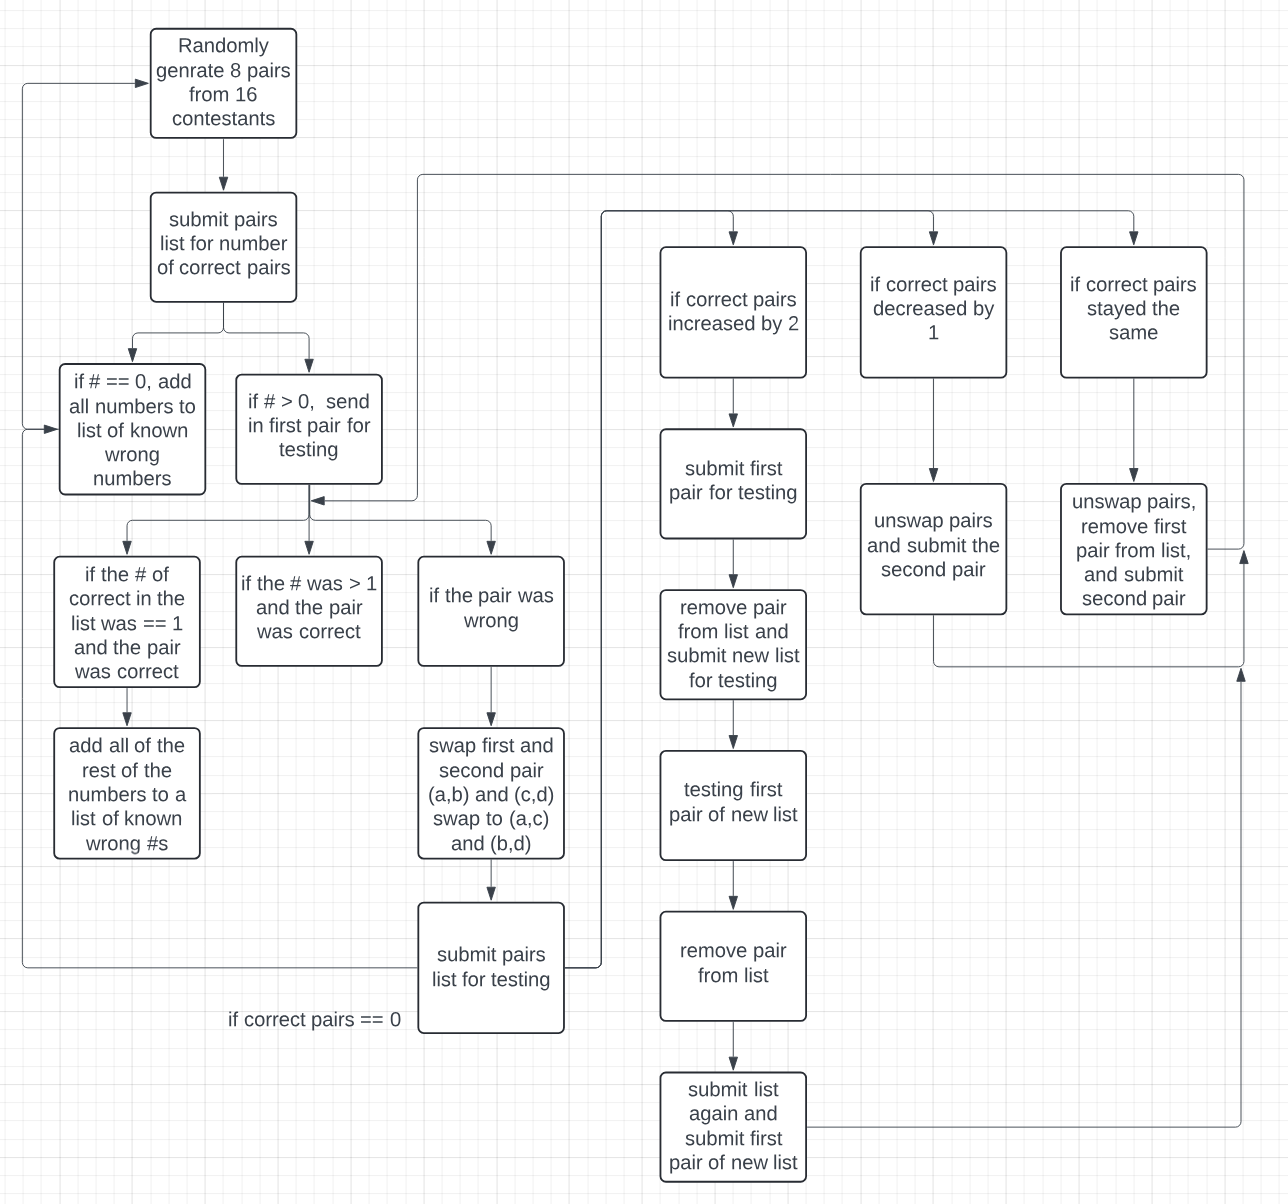 Randomly
genrate 8 pairs
from 16
contestants
submit pairs
list for number
of correct pairs
if # == 0, add
all numbers to
list of known
wrong
numbers
if # > 0,  send
in first pair for
testing
if the # of
correct in the
list was == 1
and the pair
was correct
if the # was > 1
and the pair
was correct
if the pair was
wrong
add all of the
rest of the
numbers to a
list of known
wrong #s
swap first and
second pair
(a,b) and (c,d)
swap to (a,c)
and (b,d)
submit pairs
list for testing
if correct pairs == 0
if correct pairs
increased by 2
submit first
pair for testing
remove pair
from list and
submit new list
for testing
testing first
pair of new list
remove pair
from list
submit list
again and
submit first
pair of new list
if correct pairs
decreased by
1
unswap pairs
and submit the
second pair
if correct pairs
stayed the
same
unswap pairs,
remove first
pair from list,
and submit
second pair